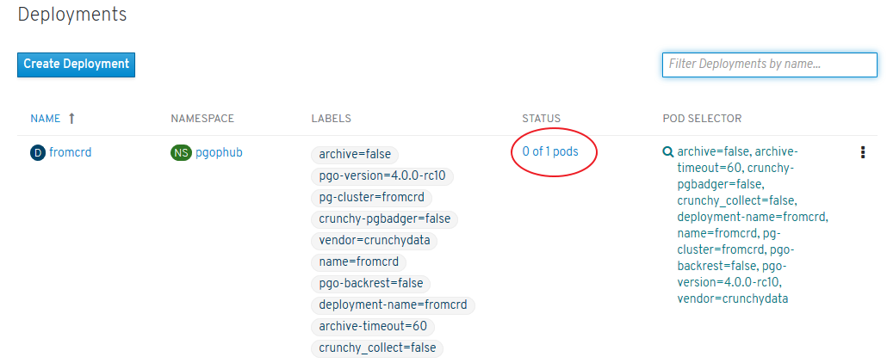 Deployments
Create Deployment
Filter Deployments by name...
NAME ↑ NAMESPACE LABELS STATUS POD SELECTOR
D fromcrd
NS pgophub
archive=false
pgo-version=4.0.0-rc10
pg-cluster=fromcrd
crunchy-pgbadger=false
vendor=crunchydata
name=fromcrd
pgo-backrest=false
deployment-name=fromcrd
archive-timeout=60
crunchy_collect=false
0 of 1 pods
archive=false, archive-
timeout=60, crunchy-
pgbadger=false,
crunchy_collect=false,
deployment-name=fromcrd,
name=fromcrd, pg-
cluster=fromcrd, pgo-
backrest=false, pgo-
version=4.0.0-rc10,
vendor=crunchydata